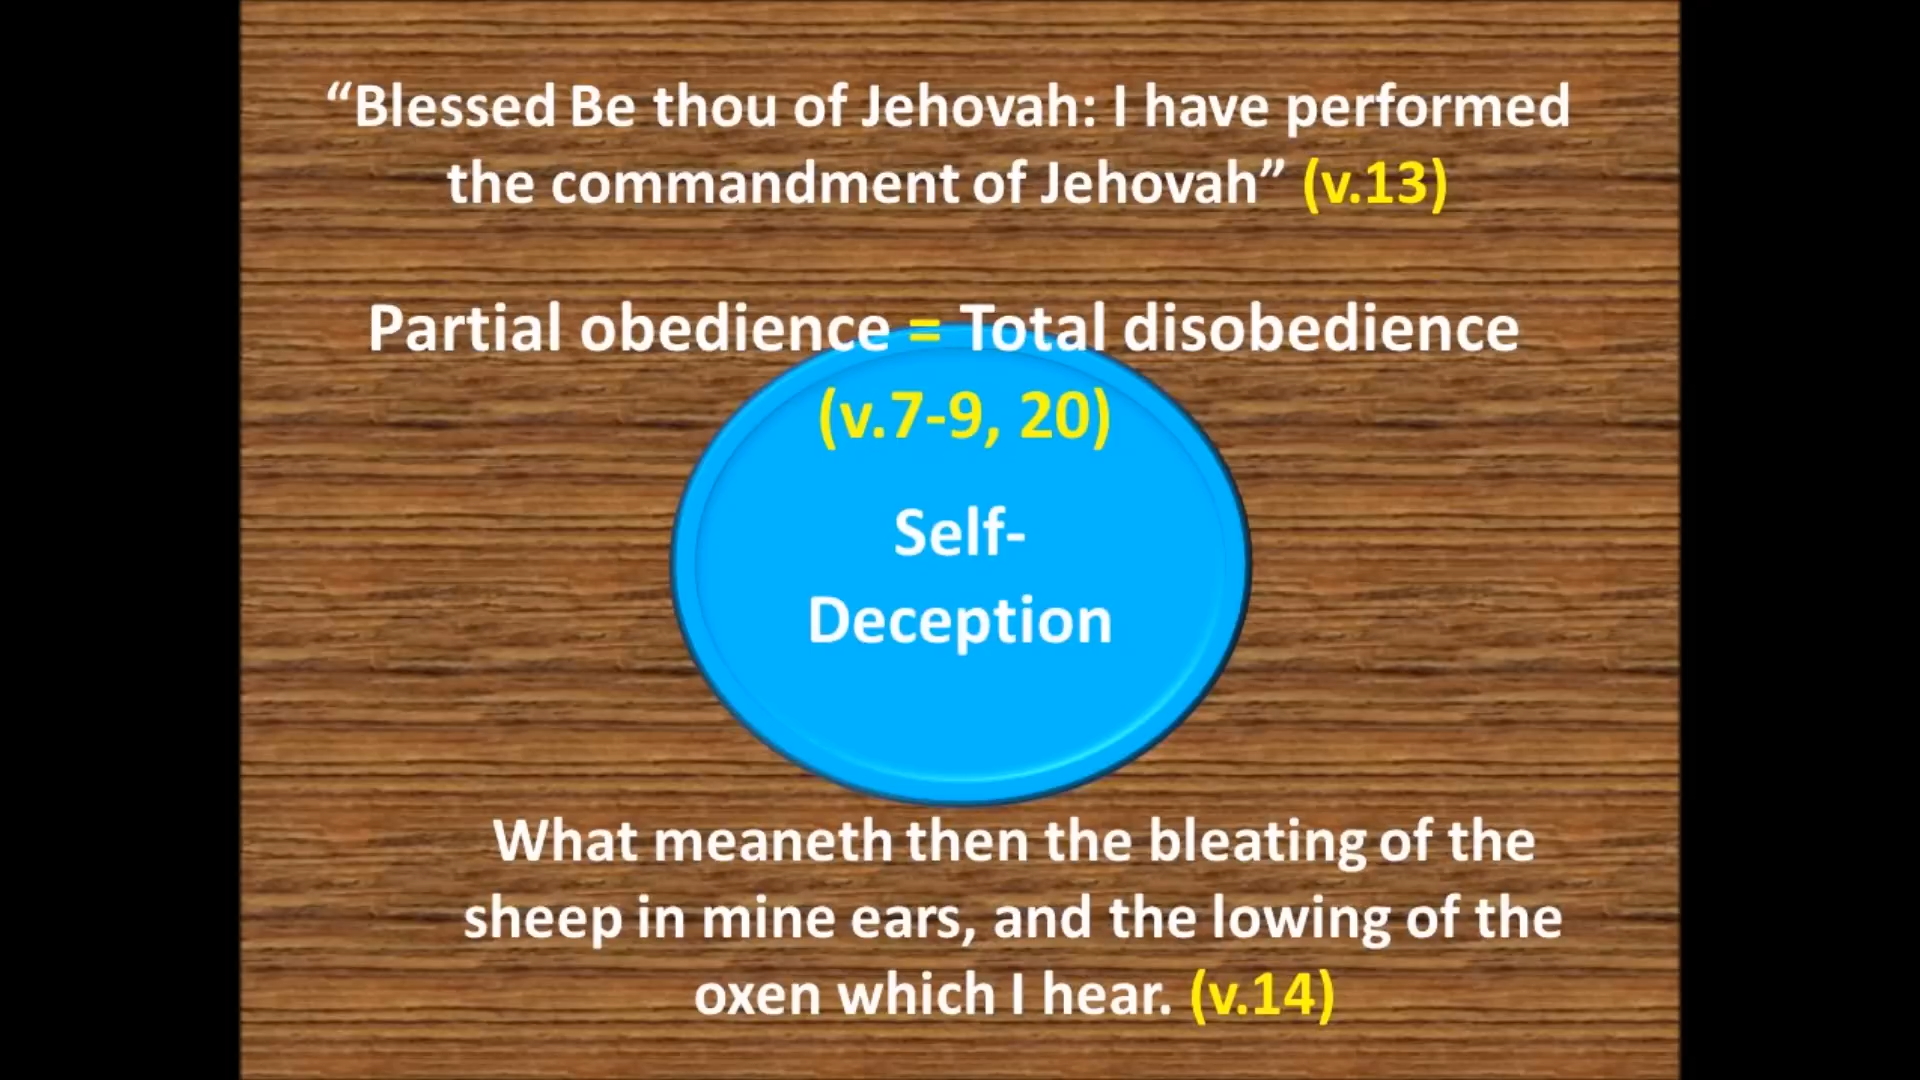 “Blessed Be thou of Jehovah: I have performed
the commandment of Jehovah” (v.13)
Partial obedience = Total disobedience
(v.7-9, 20)
Self-
Deception
What meaneth then the bleating of the
sheep in mine ears, and the lowing of the
oxen which I hear. (v.14)